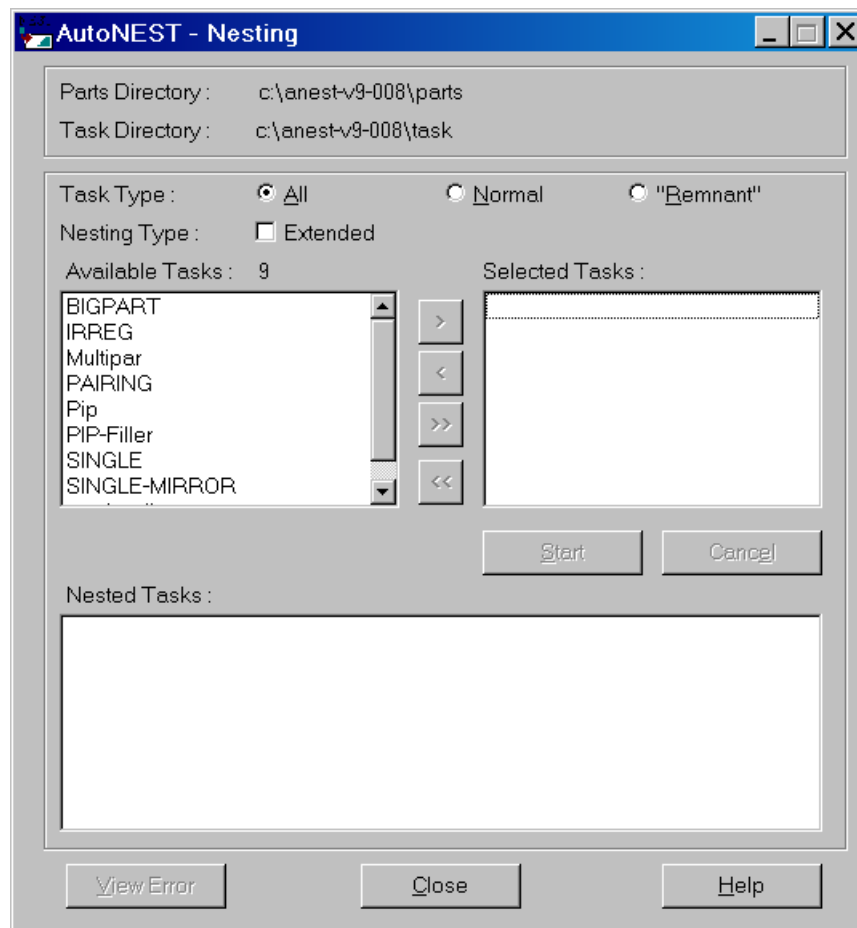 AutoNEST - Nesting
Parts Directory : c:\anest-v9-008\parts
Task Directory : c:\anest-v9-008\task
Task Type : All Normal "Remnant"
Nesting Type : Extended
Available Tasks : 9 Selected Tasks :
BIGPART
IRREG
Multipar
PAIRING
Pip
PIP-Filler
SINGLE
SINGLE-MIRROR
>
<
>>
<<
Start Cancel
Nested Tasks :
View Error Close Help